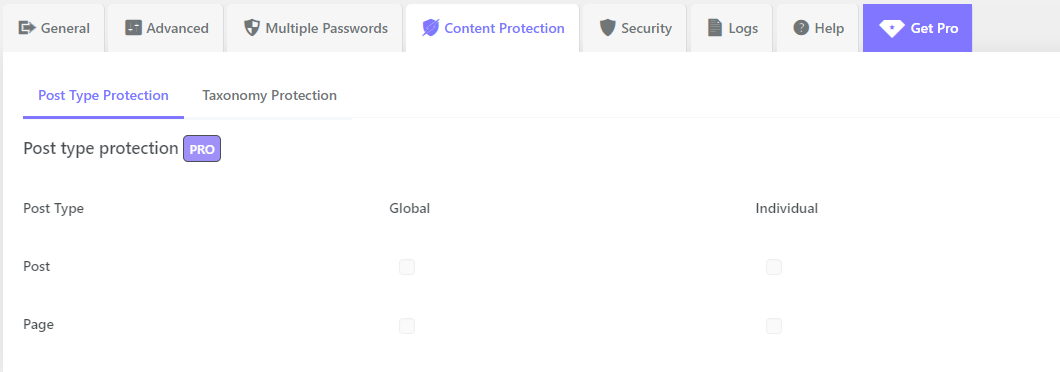 General Advanced Multiple Passwords Content Protection Security Logs Help Get Pro
Post Type Protection Taxonomy Protection
Post type protection PRO
Post Type Global Individual
Post
Page